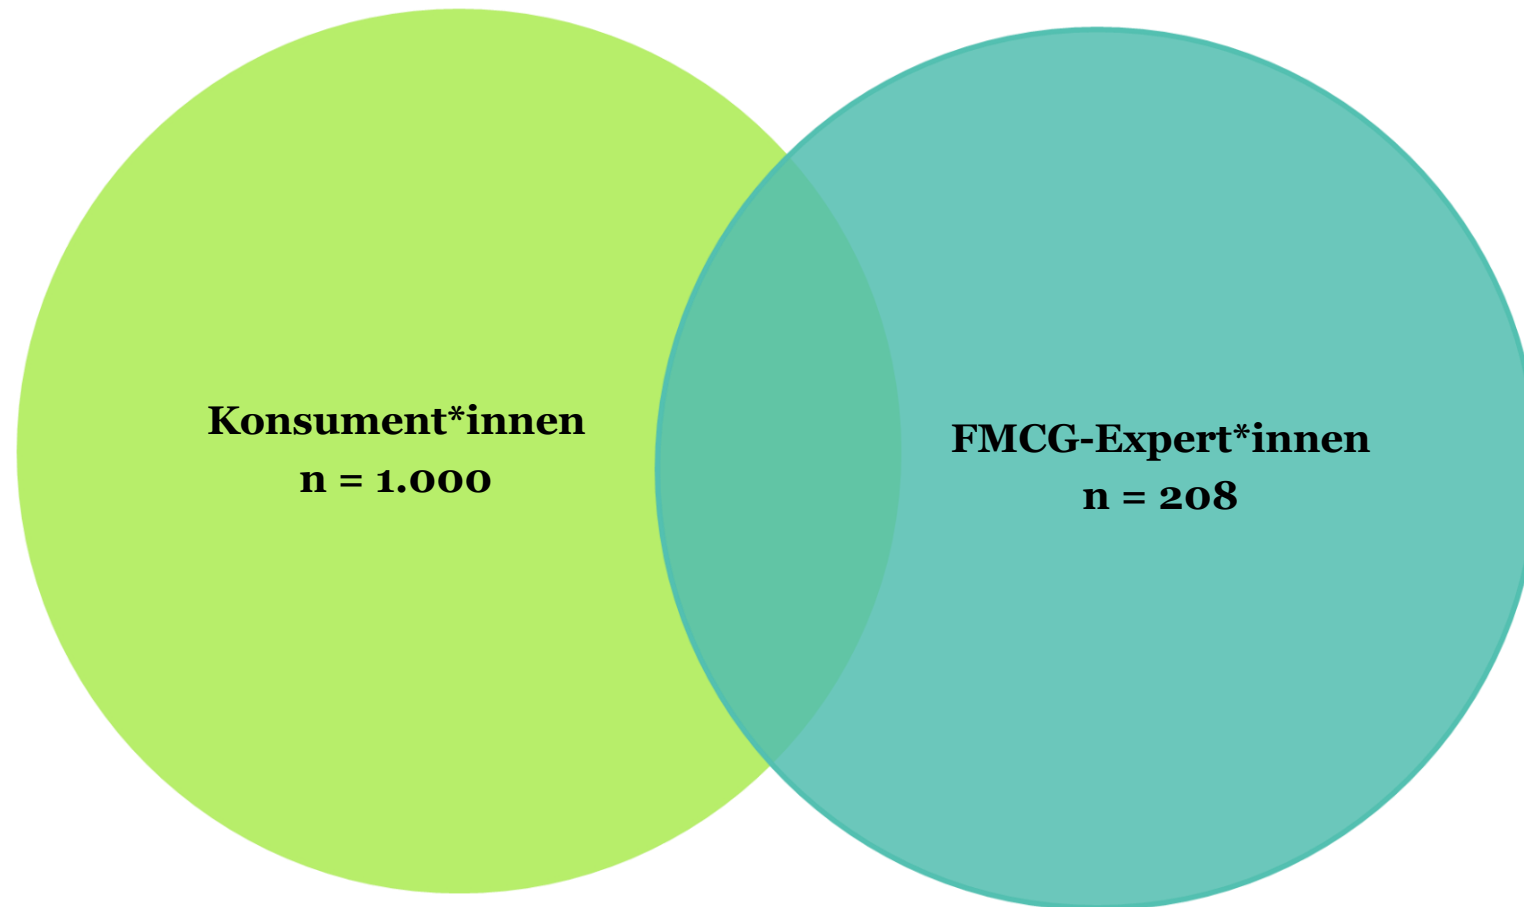 Konsument*innen
n = 1.000
FMCG-Expert*innen
n = 208